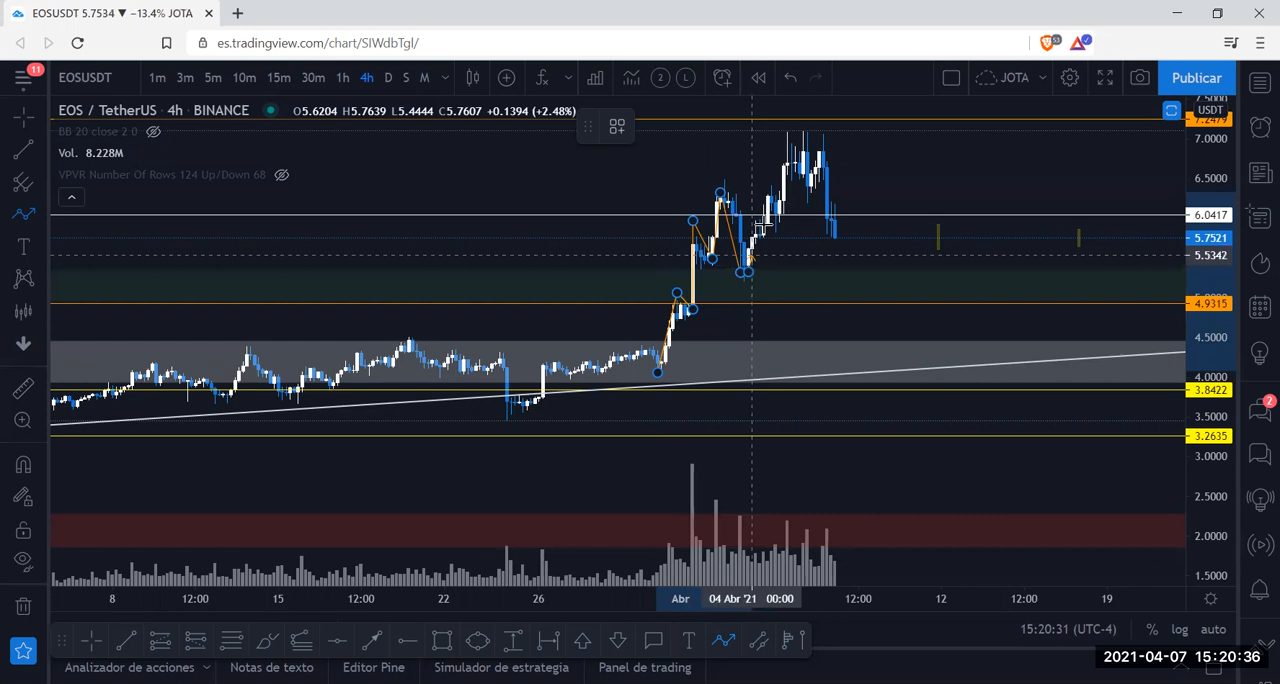 EOSUSDT 5.7534 ▼ −13.4% JOTA
es.tradingview.com/chart/SIWdbTgl/
53
11
EOSUSDT 1m 3m 5m 10m 15m 30m 1h 4h D S M 2 L JOTA Publicar
EOS / TetherUS · 4h · BINANCE O5.6204 H5.7639 L5.4444 C5.7607 +0.1394 (+2.48%)
BB 20 close 2 0
Vol. 8.228M
VPVR Number Of Rows 124 Up/Down 68
USDT
7.2479
7.0000
6.5000
6.0417
5.7521
5.5342
4.9315
4.5000
4.0000
3.8422
3.5000
3.2635
3.0000
2.5000
2.0000
1.5000
2
8 12:00 15 12:00 22 26 Abr 04 Abr '21 00:00 12:00 12 12:00 19
15:20:31 (UTC-4) % log auto
Analizador de acciones Notas de texto Editor Pine Simulador de estrategia Panel de trading
2021-04-07 15:20:36